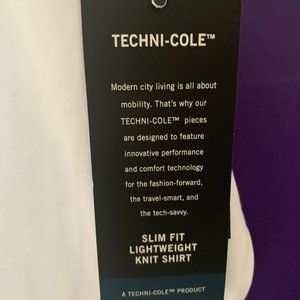 TECHNI-COLE™
Modern city living is all about
mobility. That's why our
TECHNI-COLE™ pieces
are designed to feature
innovative performance
and comfort technology
for the fashion-forward,
the travel-smart, and
the tech-savvy.
SLIM FIT
LIGHTWEIGHT
KNIT SHIRT
A TECHNI-COLE™ PRODUCT